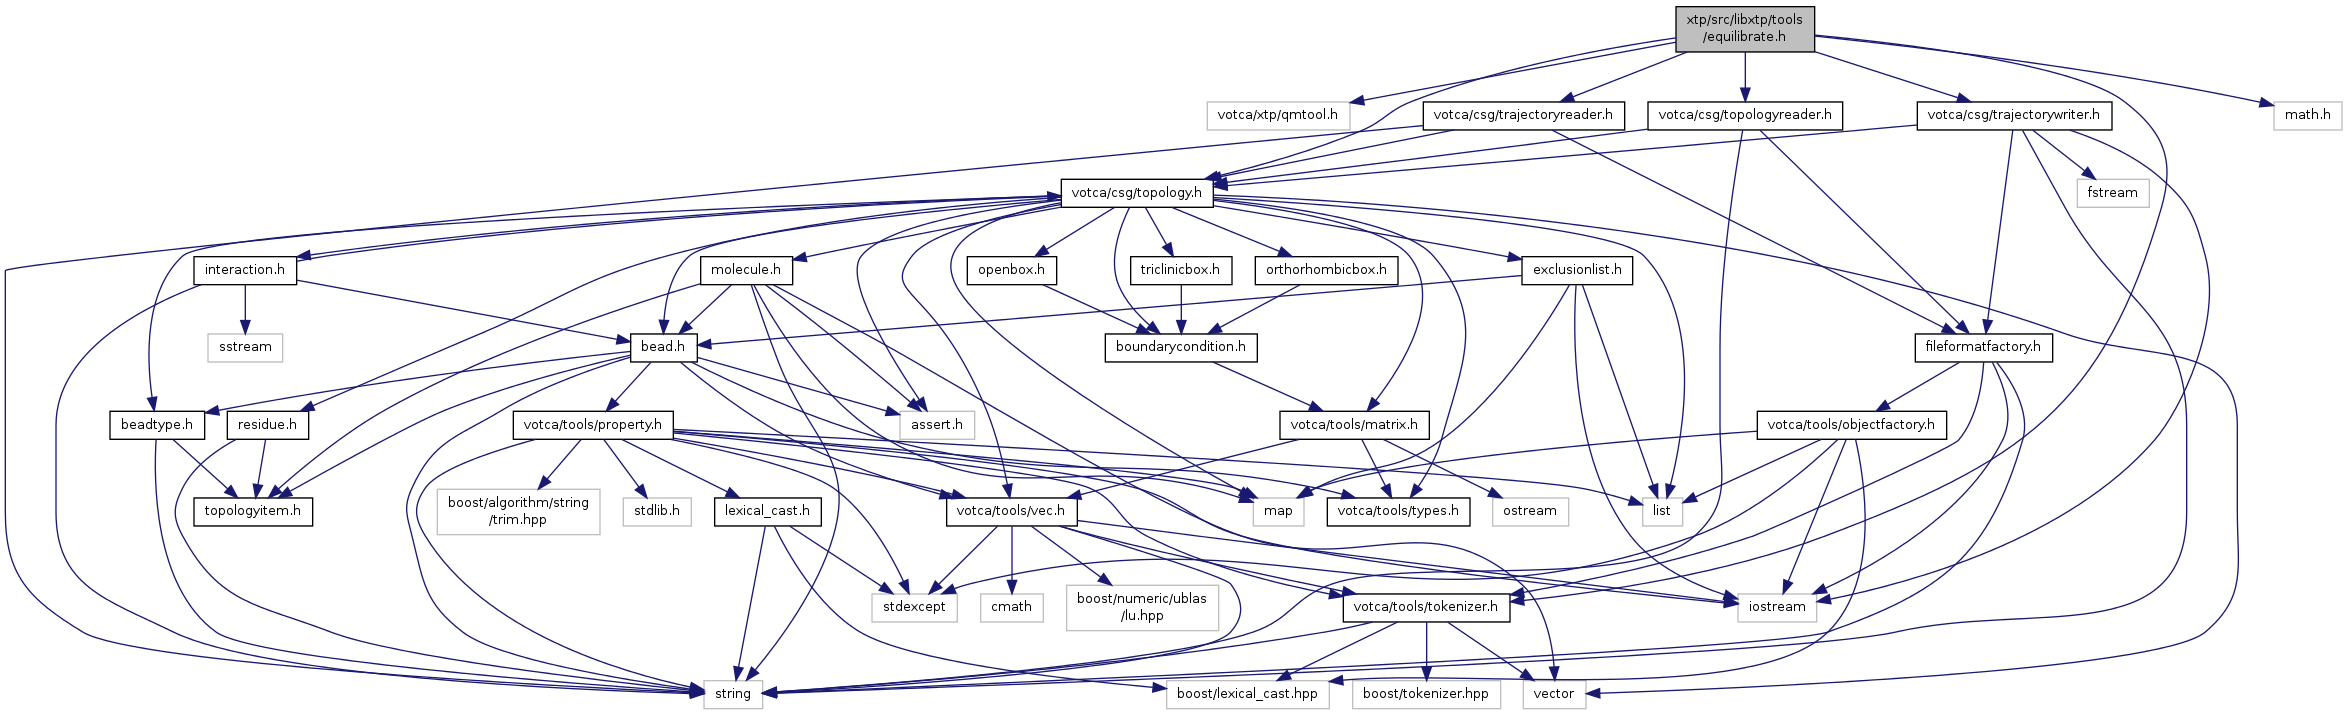 xtp/src/libxtp/tools
/equilibrate.h
votca/xtp/qmtool.h
votca/csg/trajectoryreader.h
votca/csg/topologyreader.h
votca/csg/trajectorywriter.h
math.h
votca/csg/topology.h
fstream
interaction.h
molecule.h
openbox.h
triclinicbox.h
orthorhombicbox.h
exclusionlist.h
sstream
bead.h
boundarycondition.h
fileformatfactory.h
beadtype.h
residue.h
votca/tools/property.h
assert.h
votca/tools/matrix.h
votca/tools/objectfactory.h
topologyitem.h
boost/algorithm/string
/trim.hpp
stdlib.h
lexical_cast.h
votca/tools/vec.h
map
votca/tools/types.h
ostream
list
stdexcept
cmath
boost/numeric/ublas
/lu.hpp
votca/tools/tokenizer.h
iostream
string
boost/lexical_cast.hpp
boost/tokenizer.hpp
vector